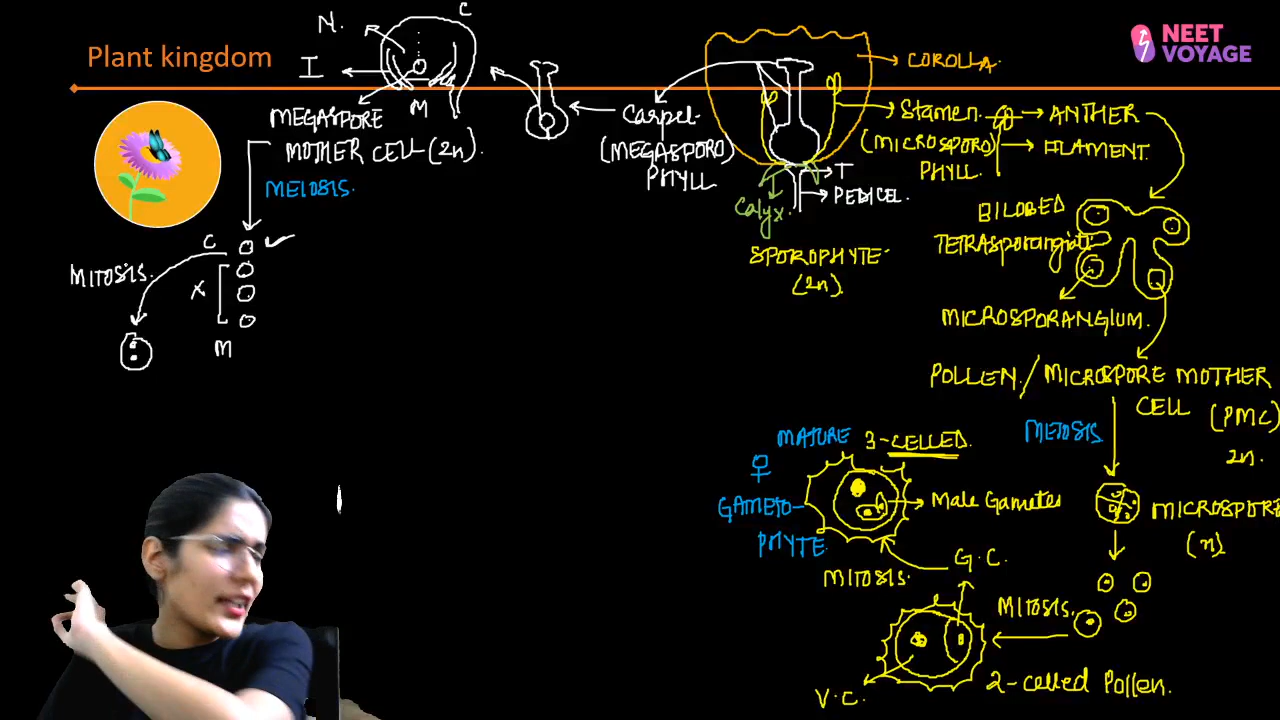 Plant kingdom
NEET
VOYAGE
N.
C
I
M
MEGASPORE
MOTHER CELL-(2n).
MEIOSIS.
C
MITOSIS.
X
M
Carpel-
(MEGASPORO)
PHYLL
COROLLA.
Stamen
(MICROSPORO)
PHYLL.
ANTHER
FILAMENT.
T
PEDICEL.
Calyx.
SPOROPHYTE-
(2n)
BILOBED
TETRASporangiate
MICROSPORANGIUM.
POLLEN./MICROSPORE MOTHER
CELL (PMC)
2n.
MEIOSIS
MICROSPORE
(n)
MITOSIS.
2-celled Pollen.
V.C.
G.C.
MITOSIS.
Male Gametes
MATURE 3-CELLED.
♀
GAMETO-
PHYTE.